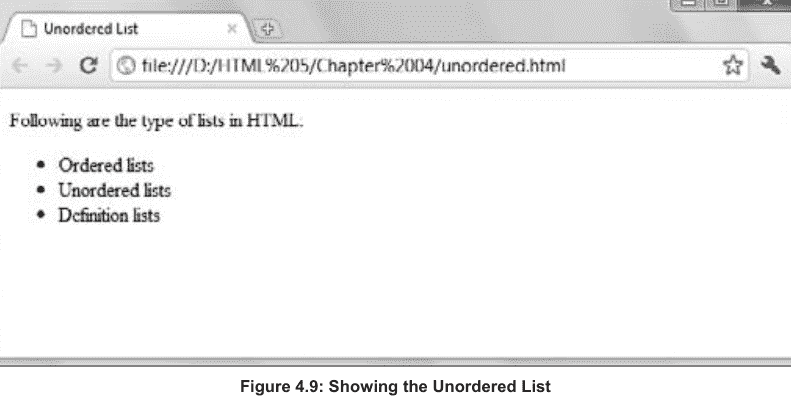 Unordered List
file:///D:/HTML%205/Chapter%2004/unordered.html
Following are the type of lists in HTML:
Ordered lists
Unordered lists
Definition lists
Figure 4.9: Showing the Unordered List